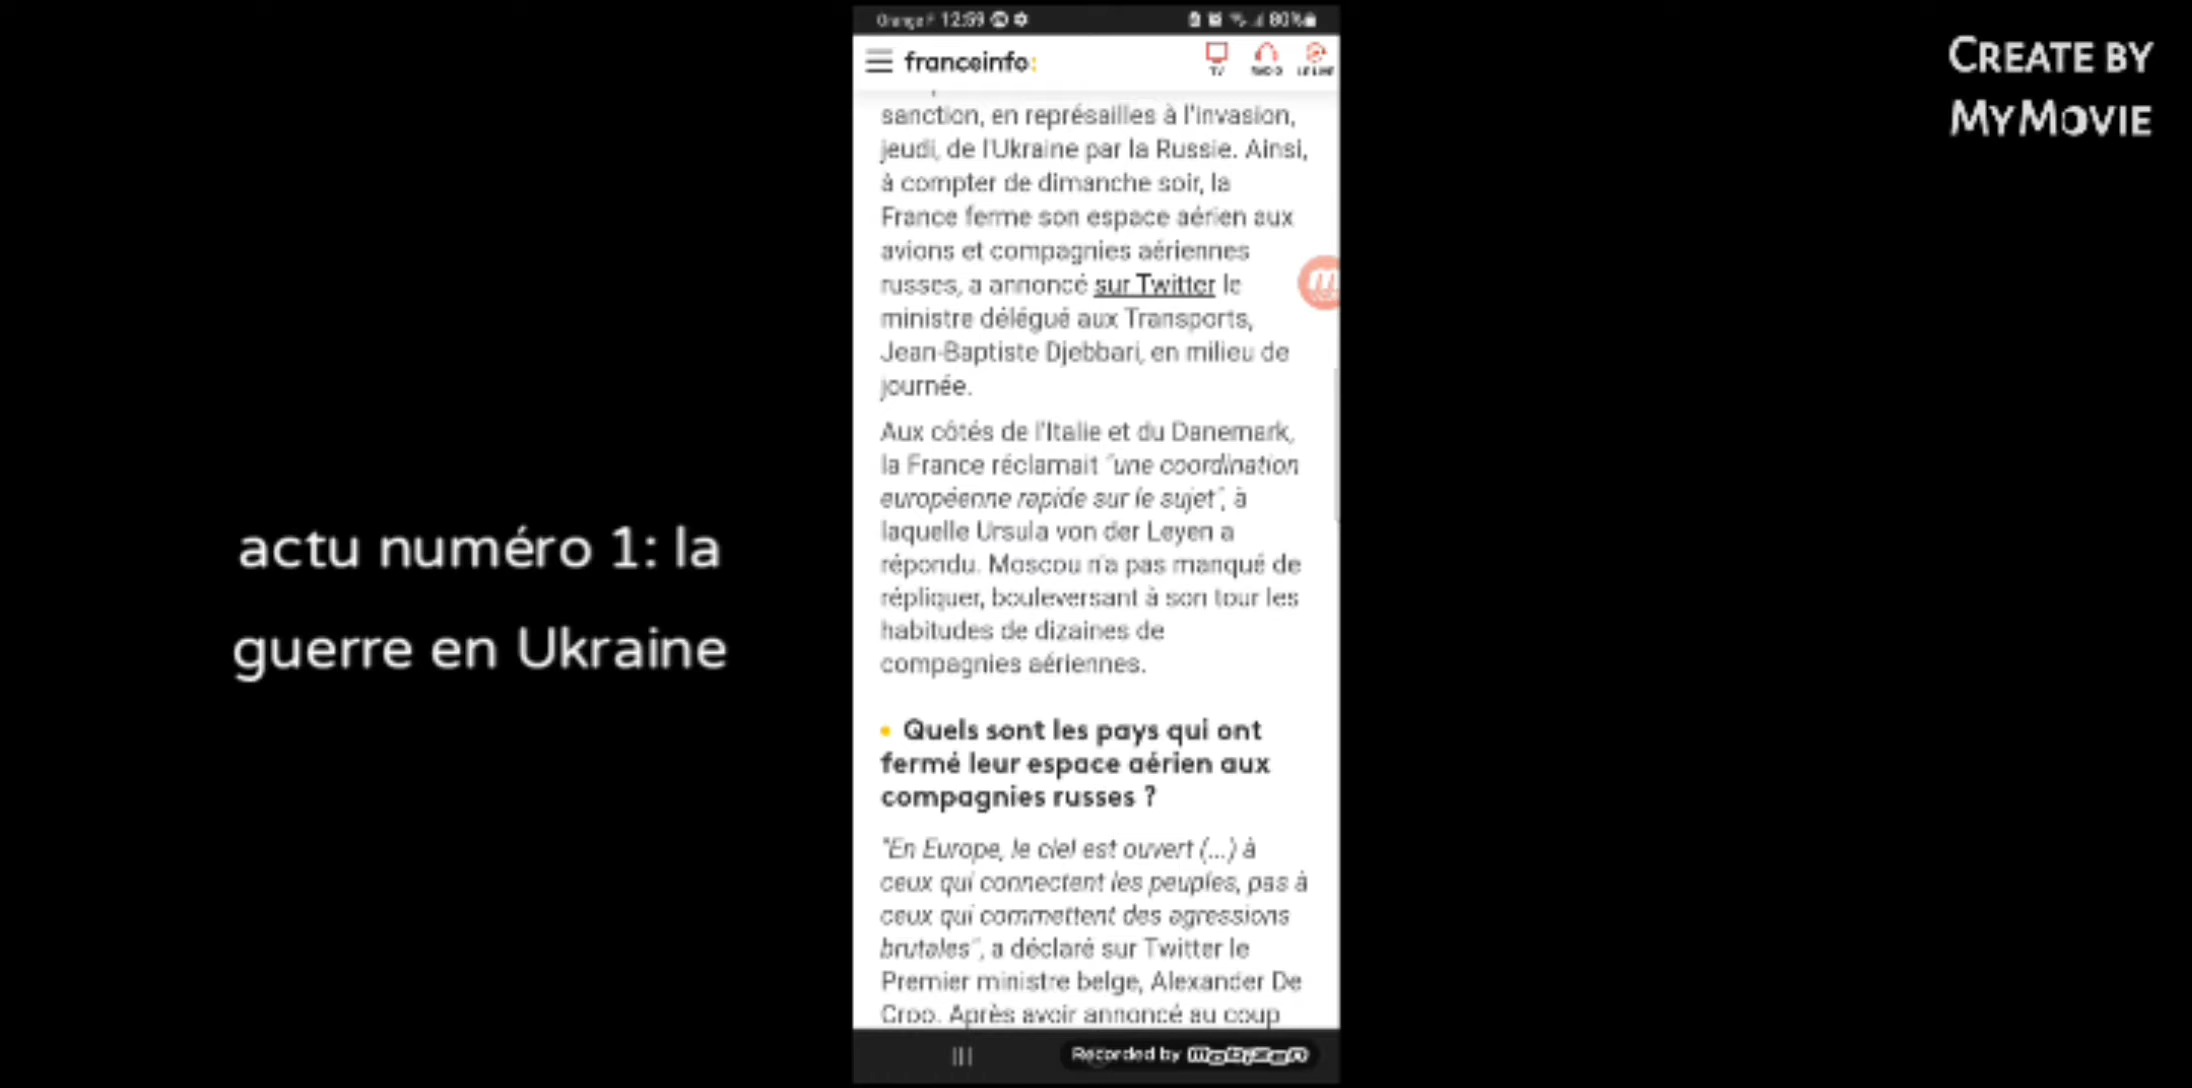 Orange F 12:59
80%
CREATE BY
MYMOVIE
franceinfo:
TV
sanction, en représailles à l'invasion,
jeudi, de l'Ukraine par la Russie. Ainsi,
à compter de dimanche soir, la
France ferme son espace aérien aux
avions et compagnies aériennes
russes, a annoncé sur Twitter le
ministre délégué aux Transports,
Jean-Baptiste Djebbari, en milieu de
journée.
Aux côtés de l'Italie et du Danemark,
la France réclamait "une coordination
européenne rapide sur le sujet", à
laquelle Ursula von der Leyen a
répondu. Moscou n'a pas manqué de
répliquer, bouleversant à son tour les
habitudes de dizaines de
compagnies aériennes.
actu numéro 1: la
guerre en Ukraine
• Quels sont les pays qui ont
fermé leur espace aérien aux
compagnies russes ?
"En Europe, le ciel est ouvert (...) à
ceux qui connectent les peuples, pas à
ceux qui commettent des agressions
brutales", a déclaré sur Twitter le
Premier ministre belge, Alexander De
Croo. Après avoir annoncé au coup
Recorded by mobizen